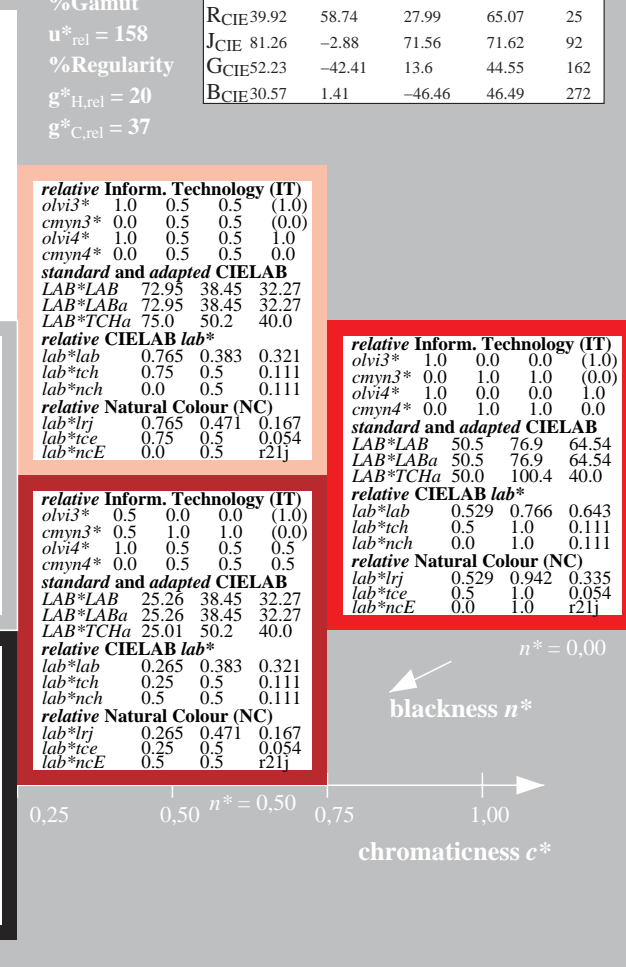 %Gamut
u*rel = 158
%Regularity
g*H,rel = 20
g*C,rel = 37
RCIE 39.92 58.74 27.99 65.07 25
JCIE 81.26 −2.88 71.56 71.62 92
GCIE 52.23 −42.41 13.6 44.55 162
BCIE 30.57 1.41 −46.46 46.49 272
relative Inform. Technology (IT)
olvi3* 1.0 0.5 0.5 (1.0)
cmyn3* 0.0 0.5 0.5 (0.0)
olvi4* 1.0 0.5 0.5 1.0
cmyn4* 0.0 0.5 0.5 0.0
standard and adapted CIELAB
LAB*LAB 72.95 38.45 32.27
LAB*LABa 72.95 38.45 32.27
LAB*TCHa 75.0 50.2 40.0
relative CIELAB lab*
lab*lab 0.765 0.383 0.321
lab*tch 0.75 0.5 0.111
lab*nch 0.0 0.5 0.111
relative Natural Colour (NC)
lab*lrj 0.765 0.471 0.167
lab*tce 0.75 0.5 0.054
lab*ncE 0.0 0.5 r21j
relative Inform. Technology (IT)
olvi3* 1.0 0.0 0.0 (1.0)
cmyn3* 0.0 1.0 1.0 (0.0)
olvi4* 1.0 0.0 0.0 1.0
cmyn4* 0.0 1.0 1.0 0.0
standard and adapted CIELAB
LAB*LAB 50.5 76.9 64.54
LAB*LABa 50.5 76.9 64.54
LAB*TCHa 50.0 100.4 40.0
relative CIELAB lab*
lab*lab 0.529 0.766 0.643
lab*tch 0.5 1.0 0.111
lab*nch 0.0 1.0 0.111
relative Natural Colour (NC)
lab*lrj 0.529 0.942 0.335
lab*tce 0.5 1.0 0.054
lab*ncE 0.0 1.0 r21j
relative Inform. Technology (IT)
olvi3* 0.5 0.0 0.0 (1.0)
cmyn3* 0.5 1.0 1.0 (0.0)
olvi4* 1.0 0.5 0.5 0.5
cmyn4* 0.0 0.5 0.5 0.5
standard and adapted CIELAB
LAB*LAB 25.26 38.45 32.27
LAB*LABa 25.26 38.45 32.27
LAB*TCHa 25.01 50.2 40.0
relative CIELAB lab*
lab*lab 0.265 0.383 0.321
lab*tch 0.25 0.5 0.111
lab*nch 0.5 0.5 0.111
relative Natural Colour (NC)
lab*lrj 0.265 0.471 0.167
lab*tce 0.25 0.5 0.054
lab*ncE 0.5 0.5 r21j
n* = 0,00
blackness n*
n* = 0,50
0,25 0,50 0,75 1,00
chromaticness c*